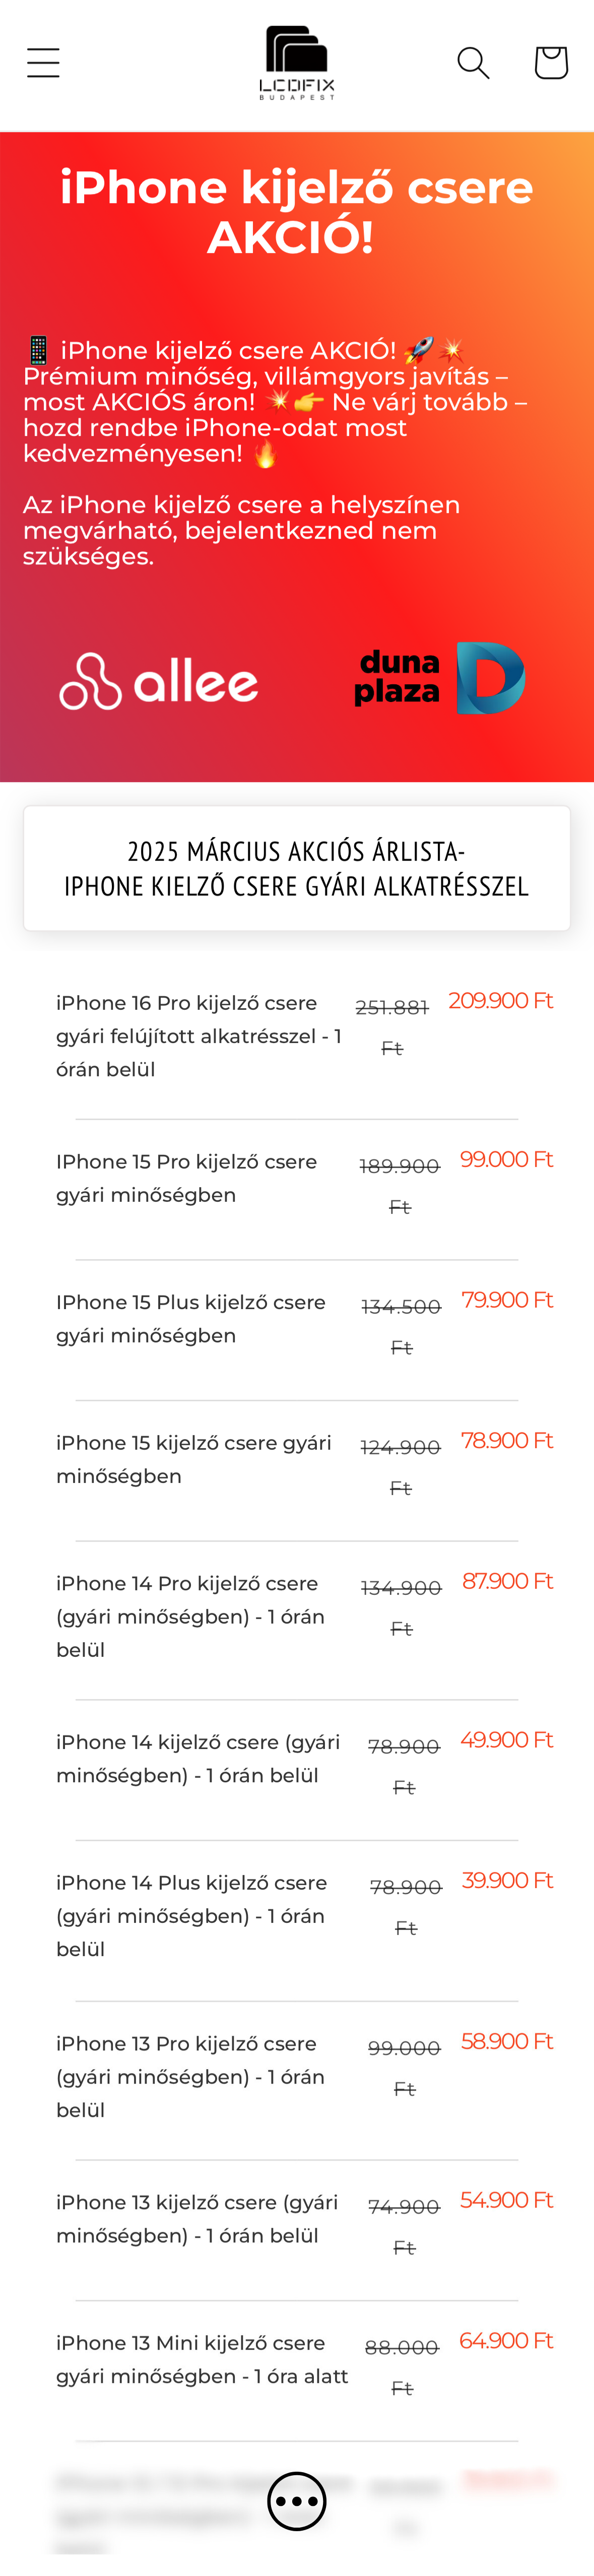 LCDFIX
BUDAPEST
iPhone kijelző csere
AKCIÓ!
📱 iPhone kijelző csere AKCIÓ! 🚀💥
Prémium minőség, villámgyors javítás –
most AKCIÓS áron! 💥👉 Ne várj tovább –
hozd rendbe iPhone-odat most
kedvezményesen! 🔥
Az iPhone kijelző csere a helyszínen
megvárható, bejelentkezned nem
szükséges.
allee
duna
plaza
2025 MÁRCIUS AKCIÓS ÁRLISTA-
IPHONE KIELZŐ CSERE GYÁRI ALKATRÉSSZEL
iPhone 16 Pro kijelző csere 251.881 209.900 Ft
gyári felújított alkatrésszel - 1 Ft
órán belül
IPhone 15 Pro kijelző csere 189.900 99.000 Ft
gyári minőségben Ft
IPhone 15 Plus kijelző csere 134.500 79.900 Ft
gyári minőségben Ft
iPhone 15 kijelző csere gyári 124.900 78.900 Ft
minőségben Ft
iPhone 14 Pro kijelző csere 134.900 87.900 Ft
(gyári minőségben) - 1 órán Ft
belül
iPhone 14 kijelző csere (gyári 78.900 49.900 Ft
minőségben) - 1 órán belül Ft
iPhone 14 Plus kijelző csere 78.900 39.900 Ft
(gyári minőségben) - 1 órán Ft
belül
iPhone 13 Pro kijelző csere 99.000 58.900 Ft
(gyári minőségben) - 1 órán Ft
belül
iPhone 13 kijelző csere (gyári 74.900 54.900 Ft
minőségben) - 1 órán belül Ft
iPhone 13 Mini kijelző csere 88.000 64.900 Ft
gyári minőségben - 1 óra alatt Ft